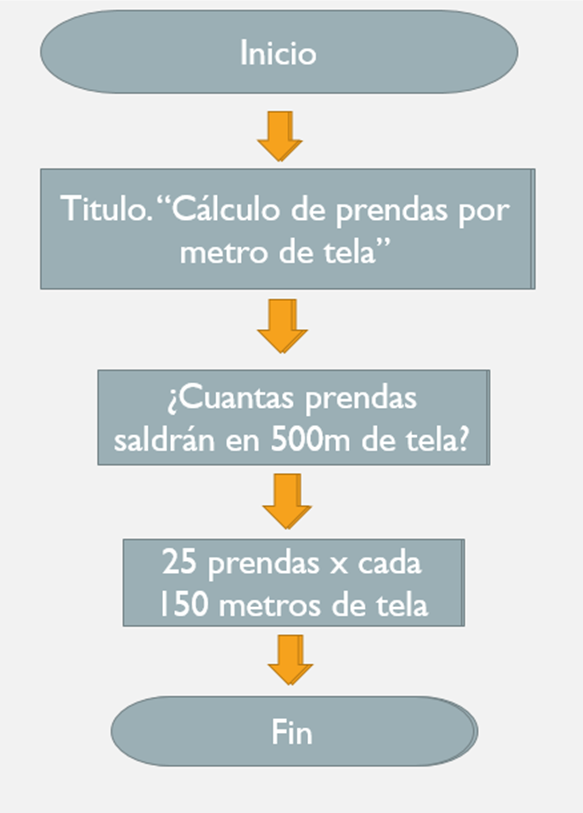 Inicio
Titulo. “Cálculo de prendas por
metro de tela”
¿Cuantas prendas
saldrán en 500m de tela?
25 prendas x cada
150 metros de tela
Fin